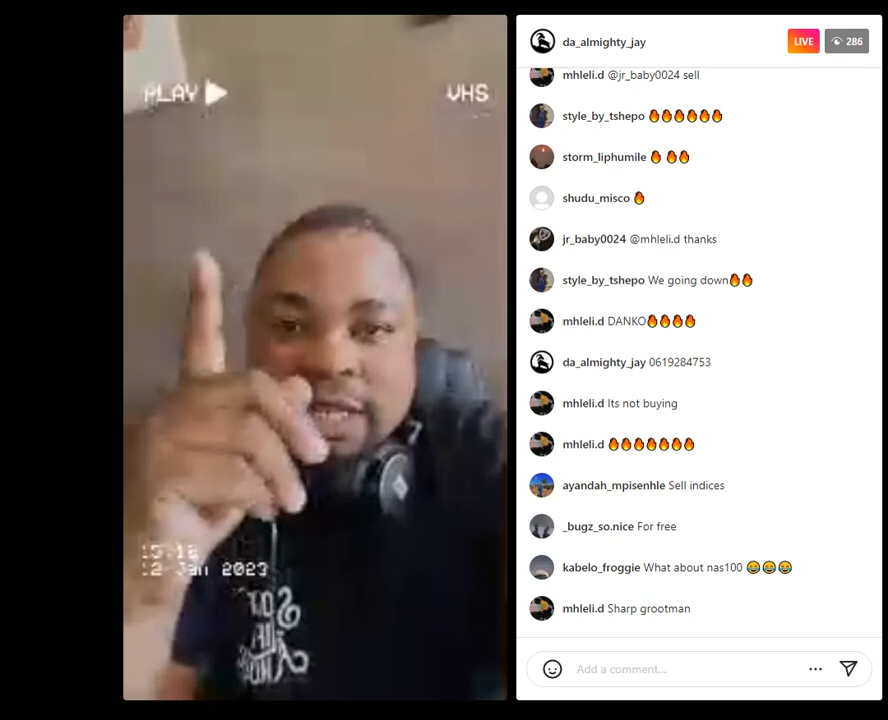 PLAY
VHS
15:16
12 Jan 2023
da_almighty_jay
LIVE
286
mhleli.d @jr_baby0024 sell
style_by_tshepo 🔥🔥🔥🔥🔥🔥
storm_liphumile 🔥 🔥🔥
shudu_misco 🔥
jr_baby0024 @mhleli.d thanks
style_by_tshepo We going down🔥🔥
mhleli.d DANKO🔥🔥🔥🔥
da_almighty_jay 0619284753
mhleli.d Its not buying
mhleli.d 🔥🔥🔥🔥🔥🔥🔥
ayandah_mpisenhle Sell indices
_bugz_so.nice For free
kabelo_froggie What about nas100 😂😂😂
mhleli.d Sharp grootman
Add a comment...